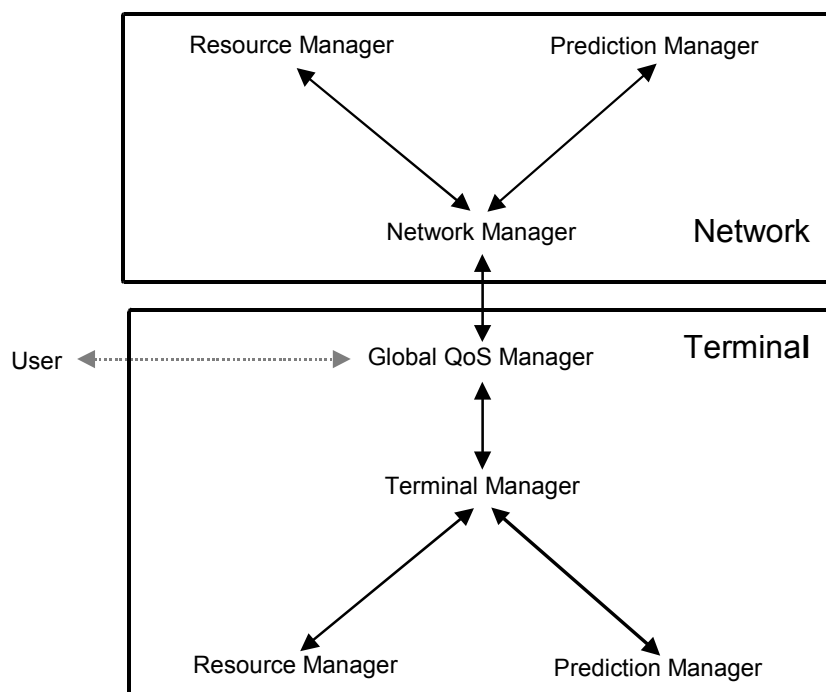 Resource Manager
Prediction Manager
Network Manager
Network
Terminal
User
Global QoS Manager
Terminal Manager
Resource Manager
Prediction Manager